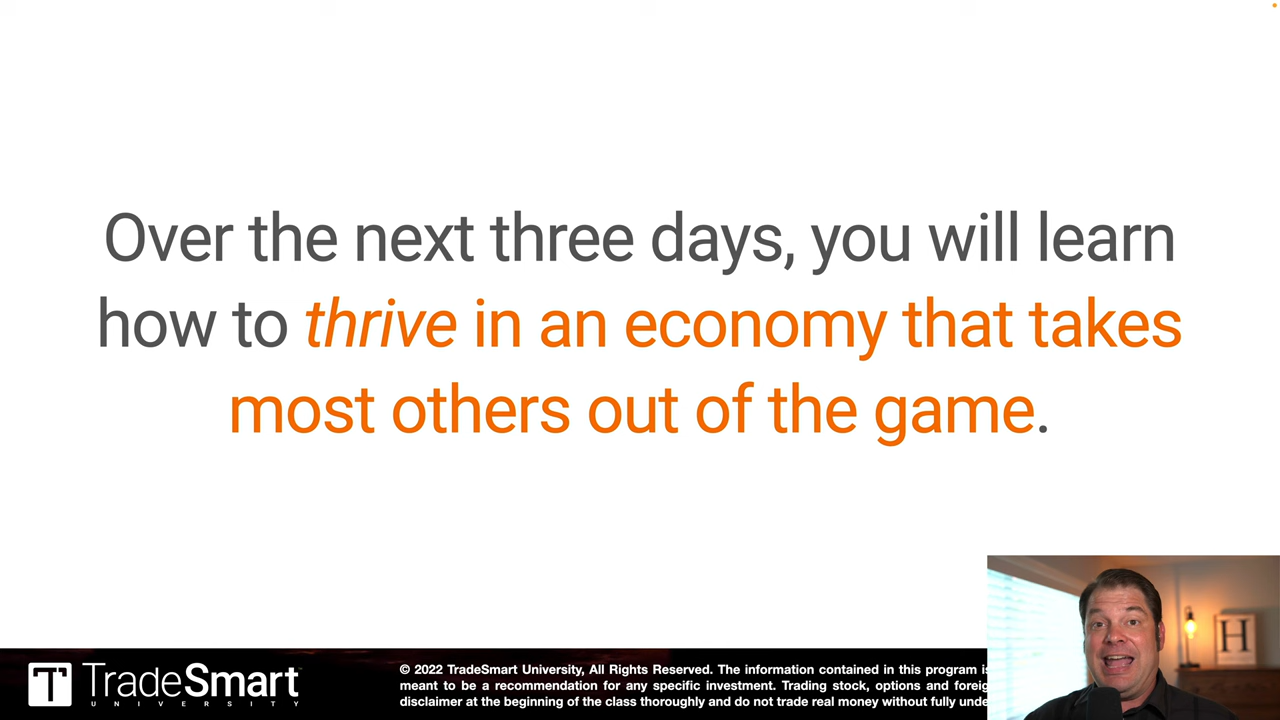 Over the next three days, you will learn
how to thrive in an economy that takes
most others out of the game.
H
TradeSmart
UNIVERSITY
© 2022 TradeSmart University, All Rights Reserved. The information contained in this program is
meant to be a recommendation for any specific investment. Trading stock, options and
disclaimer at the beginning of the class thoroughly and do not trade real money without fully